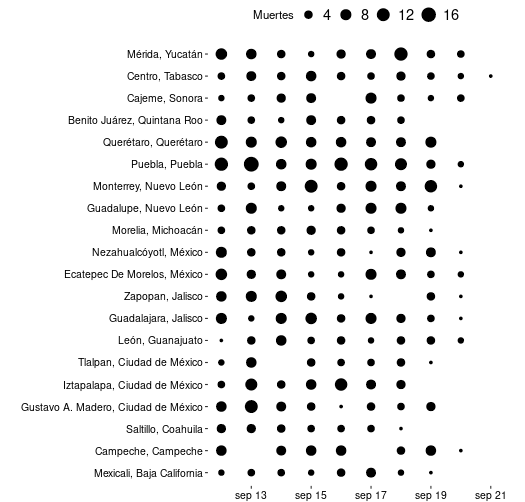 Muertes 4 8 12 16
Mérida, Yucatán
Centro, Tabasco
Cajeme, Sonora
Benito Juárez, Quintana Roo
Querétaro, Querétaro
Puebla, Puebla
Monterrey, Nuevo León
Guadalupe, Nuevo León
Morelia, Michoacán
Nezahualcóyotl, México
Ecatepec De Morelos, México
Zapopan, Jalisco
Guadalajara, Jalisco
León, Guanajuato
Tlalpan, Ciudad de México
Iztapalapa, Ciudad de México
Gustavo A. Madero, Ciudad de México
Saltillo, Coahuila
Campeche, Campeche
Mexicali, Baja California
sep 13 sep 15 sep 17 sep 19 sep 21